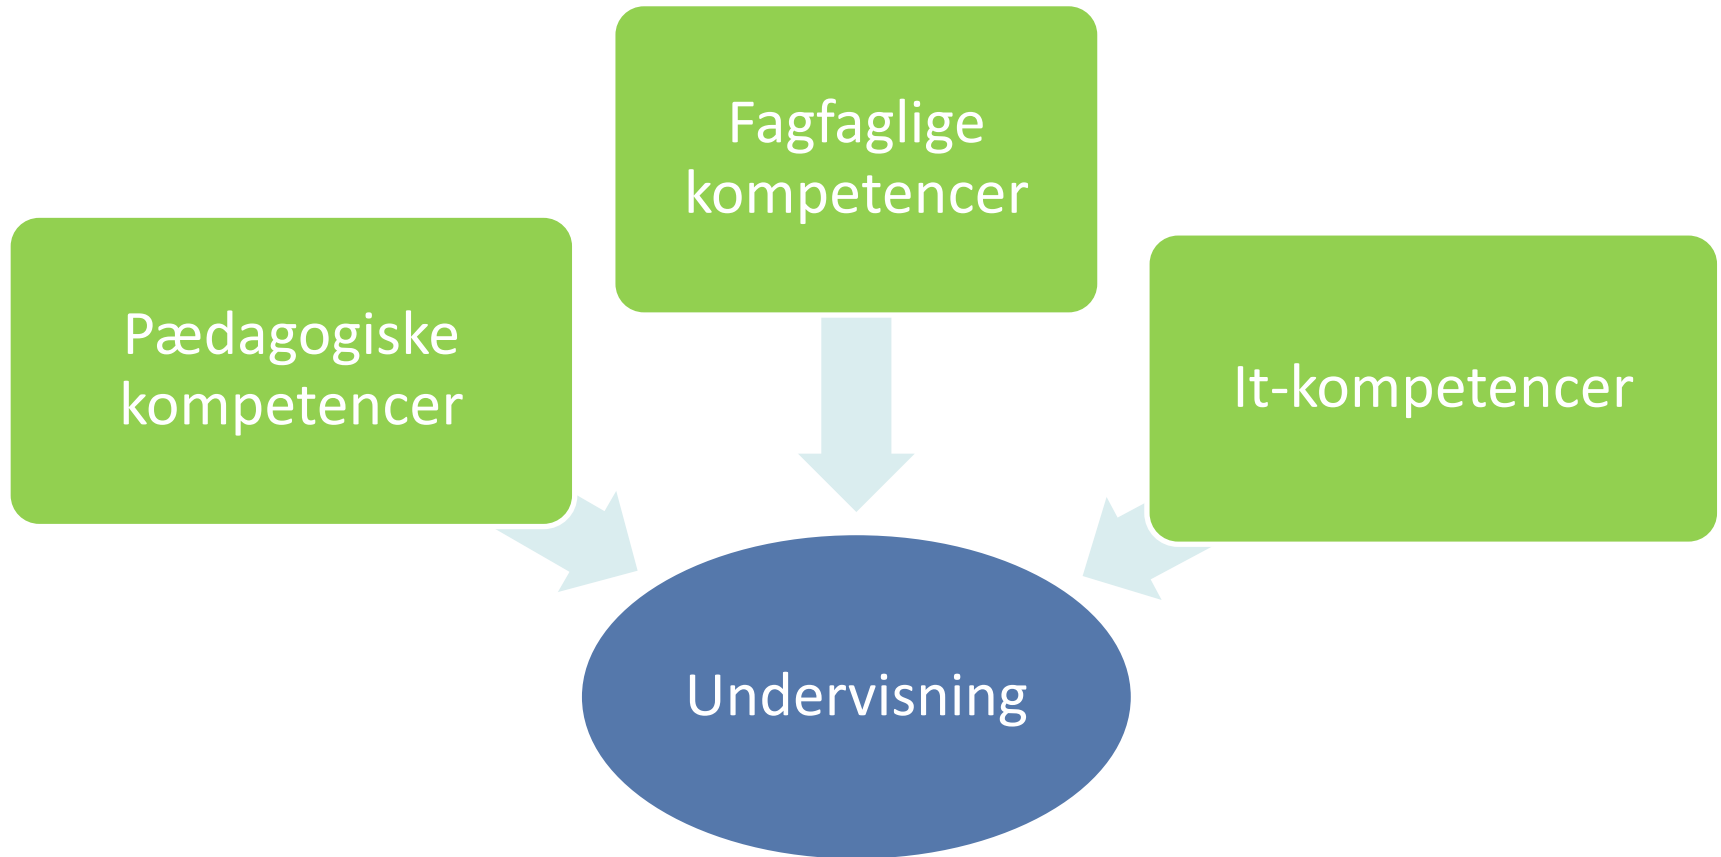 Fagfaglige
kompetencer
Pædagogiske
kompetencer
It-kompetencer
Undervisning